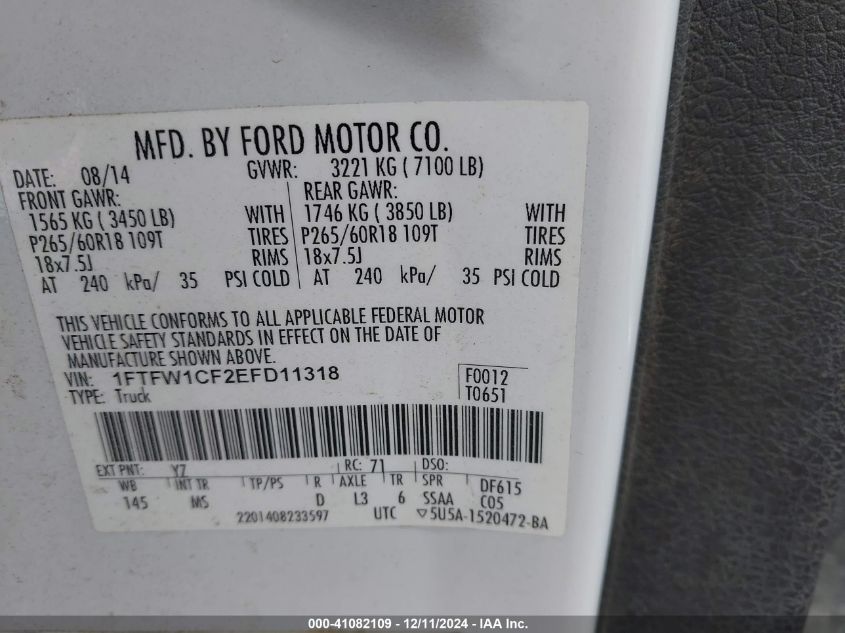 MFD. BY FORD MOTOR CO.
DATE: 08/14 GVWR: 3221 KG ( 7100 LB)
FRONT GAWR: REAR GAWR:
1565 KG ( 3450 LB) WITH 1746 KG ( 3850 LB) WITH
P265/60R18 109T TIRES P265/60R18 109T TIRES
18x7.5J RIMS 18x7.5J RIMS
AT 240 kPa/ 35 PSI COLD AT 240 kPa/ 35 PSI COLD
THIS VEHICLE CONFORMS TO ALL APPLICABLE FEDERAL MOTOR
VEHICLE SAFETY STANDARDS IN EFFECT ON THE DATE OF
MANUFACTURE SHOWN ABOVE.
VIN: 1FTFW1CF2EFD11318 F0012
TYPE: Truck T0651
EXT PNT: YZ RC: 71 DSO:
WB INT TR TP/PS R AXLE TR SPR DF615
145 MS D L3 6 SSAA C05
2201408233597 UTC ▽5U5A-1520472-BA
000-41082109 - 12/11/2024 - IAA Inc.